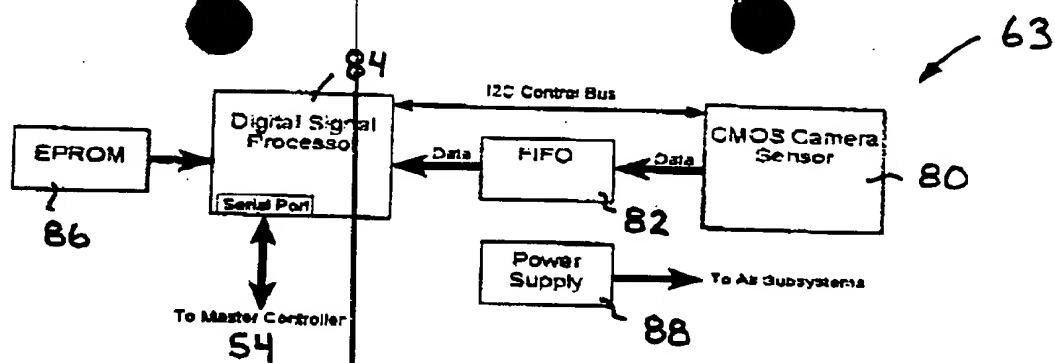 63
84
I2C Control Bus
EPROM
Digital Signal
Processor
Data
FIFO
Data
CMOS Camera
Sensor
80
Serial Port
86
82
Power
Supply
To All Subsystems
To Master Controller
54
88